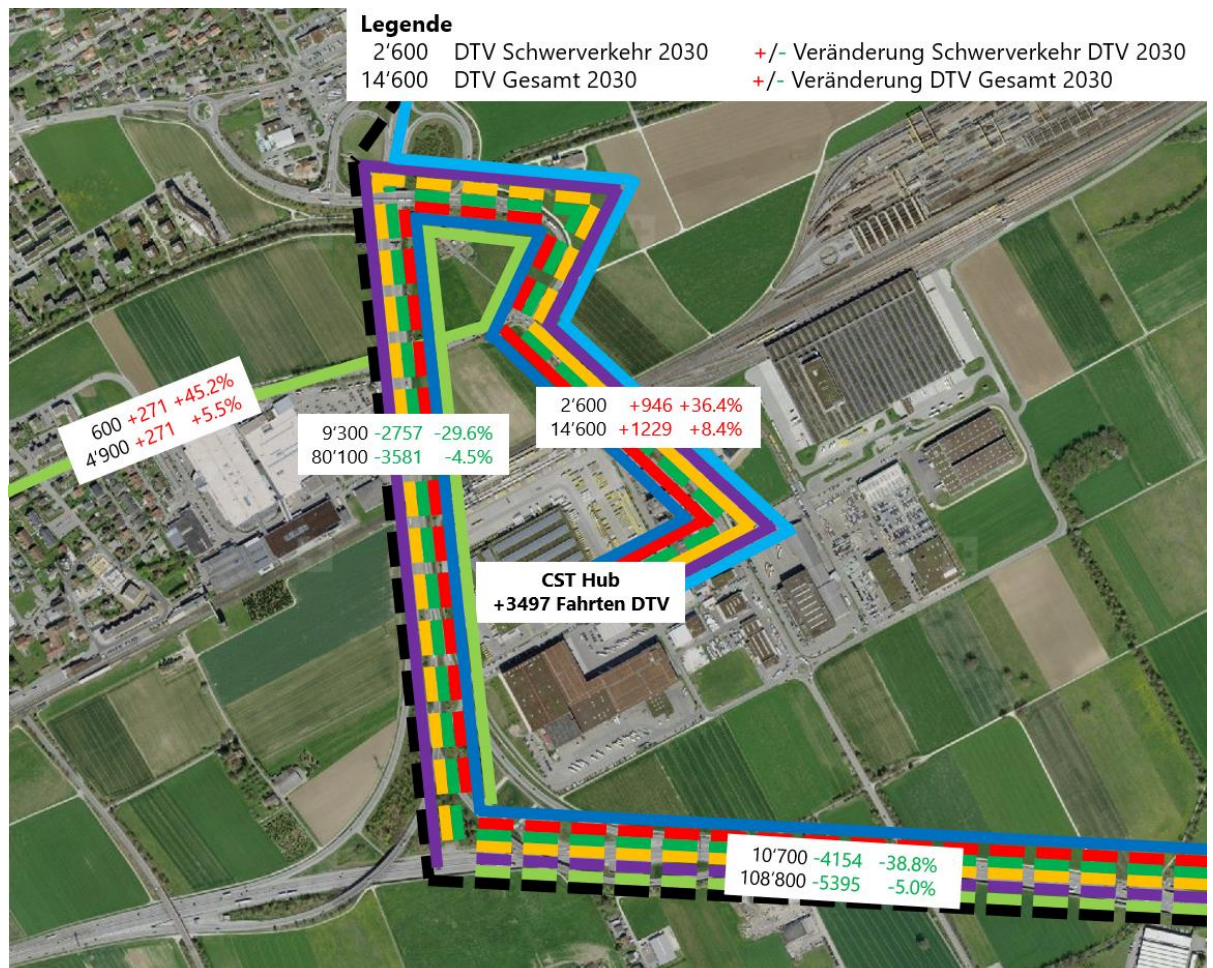 Legende
2'600 DTV Schwerverkehr 2030 +/- Veränderung Schwerverkehr DTV 2030
14'600 DTV Gesamt 2030 +/- Veränderung DTV Gesamt 2030
600 +271 +45.2%
4'900 +271 +5.5%
9'300 -2757 -29.6%
80'100 -3581 -4.5%
2'600 +946 +36.4%
14'600 +1229 +8.4%
CST Hub
+3497 Fahrten DTV
10'700 -4154 -38.8%
108'800 -5395 -5.0%